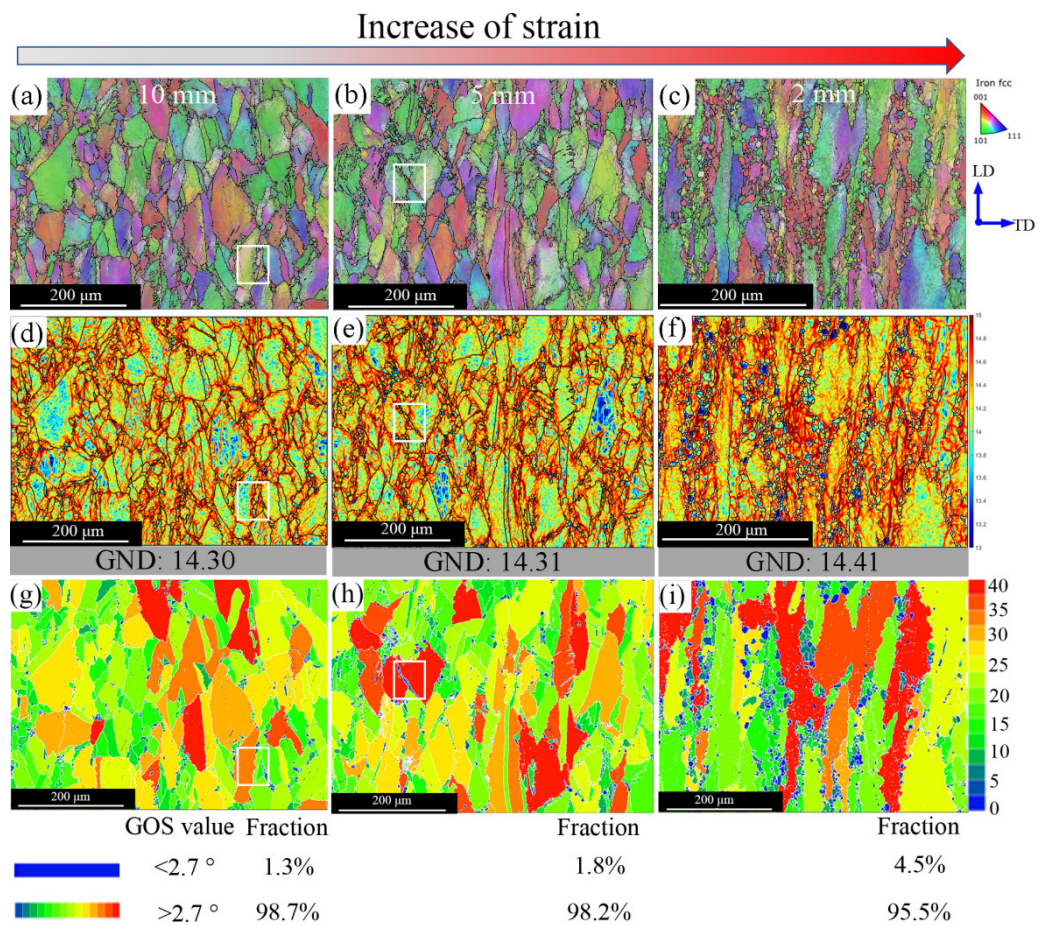 Increase of strain
(a)
10 mm
(b)
5 mm
(c)
2 mm
Iron fcc
001
101
111
LD
TD
200 μm
200 μm
200 μm
(d)
(e)
(f)
15
14.8
14.6
14.4
14.2
14
13.8
13.6
13.4
13.2
13
200 μm
200 μm
200 μm
GND: 14.30
GND: 14.31
GND: 14.41
(g)
(h)
(i)
40
35
30
25
20
15
10
5
0
200 μm
200 μm
200 μm
GOS value Fraction Fraction Fraction
<2.7 ° 1.3% 1.8% 4.5%
>2.7 ° 98.7% 98.2% 95.5%